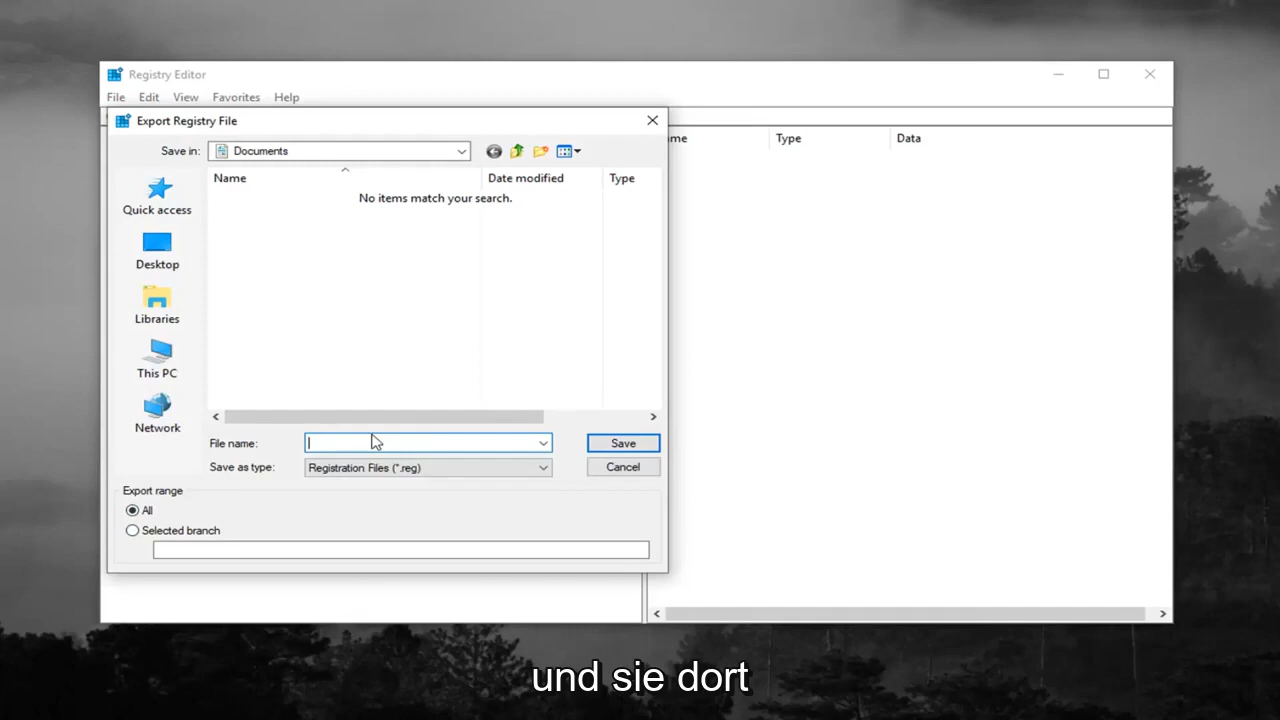 Registry Editor
File Edit View Favorites Help
Export Registry File
Save in: Documents
ame Type Data
Name Date modified Type
No items match your search.
Quick access
Desktop
Libraries
This PC
Network
File name: Save
Save as type: Registration Files (*.reg) Cancel
Export range
All
Selected branch
und sie dort